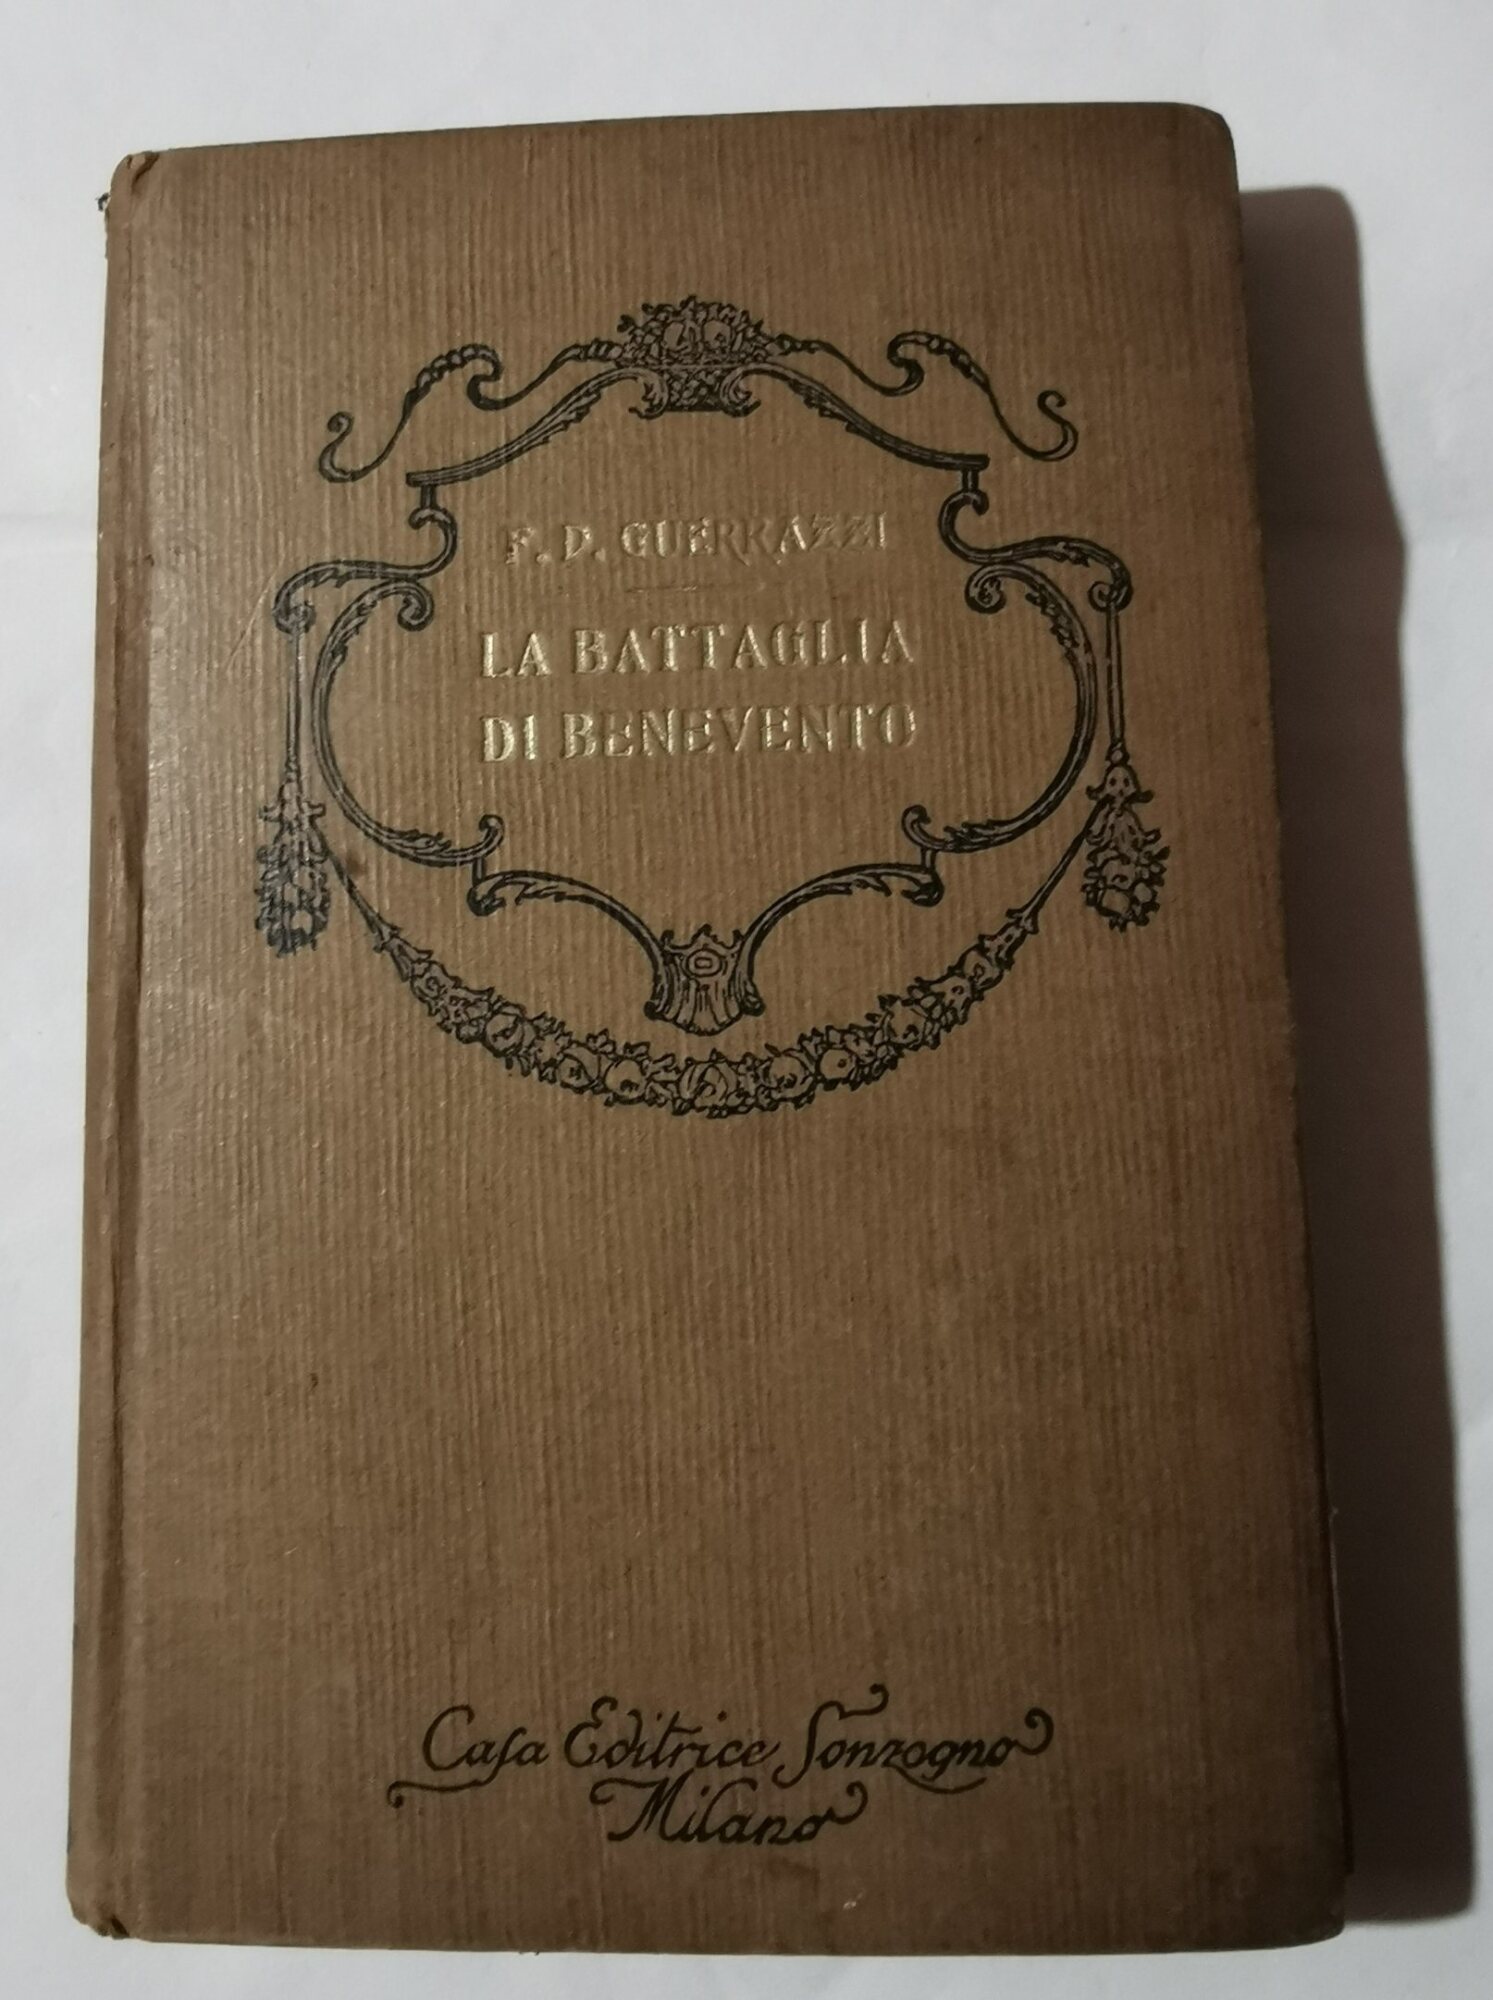 F. D. GUERRAZZI
LA BATTAGLIA
DI BENEVENTO
Casa Editrice Sonzogno
Milano